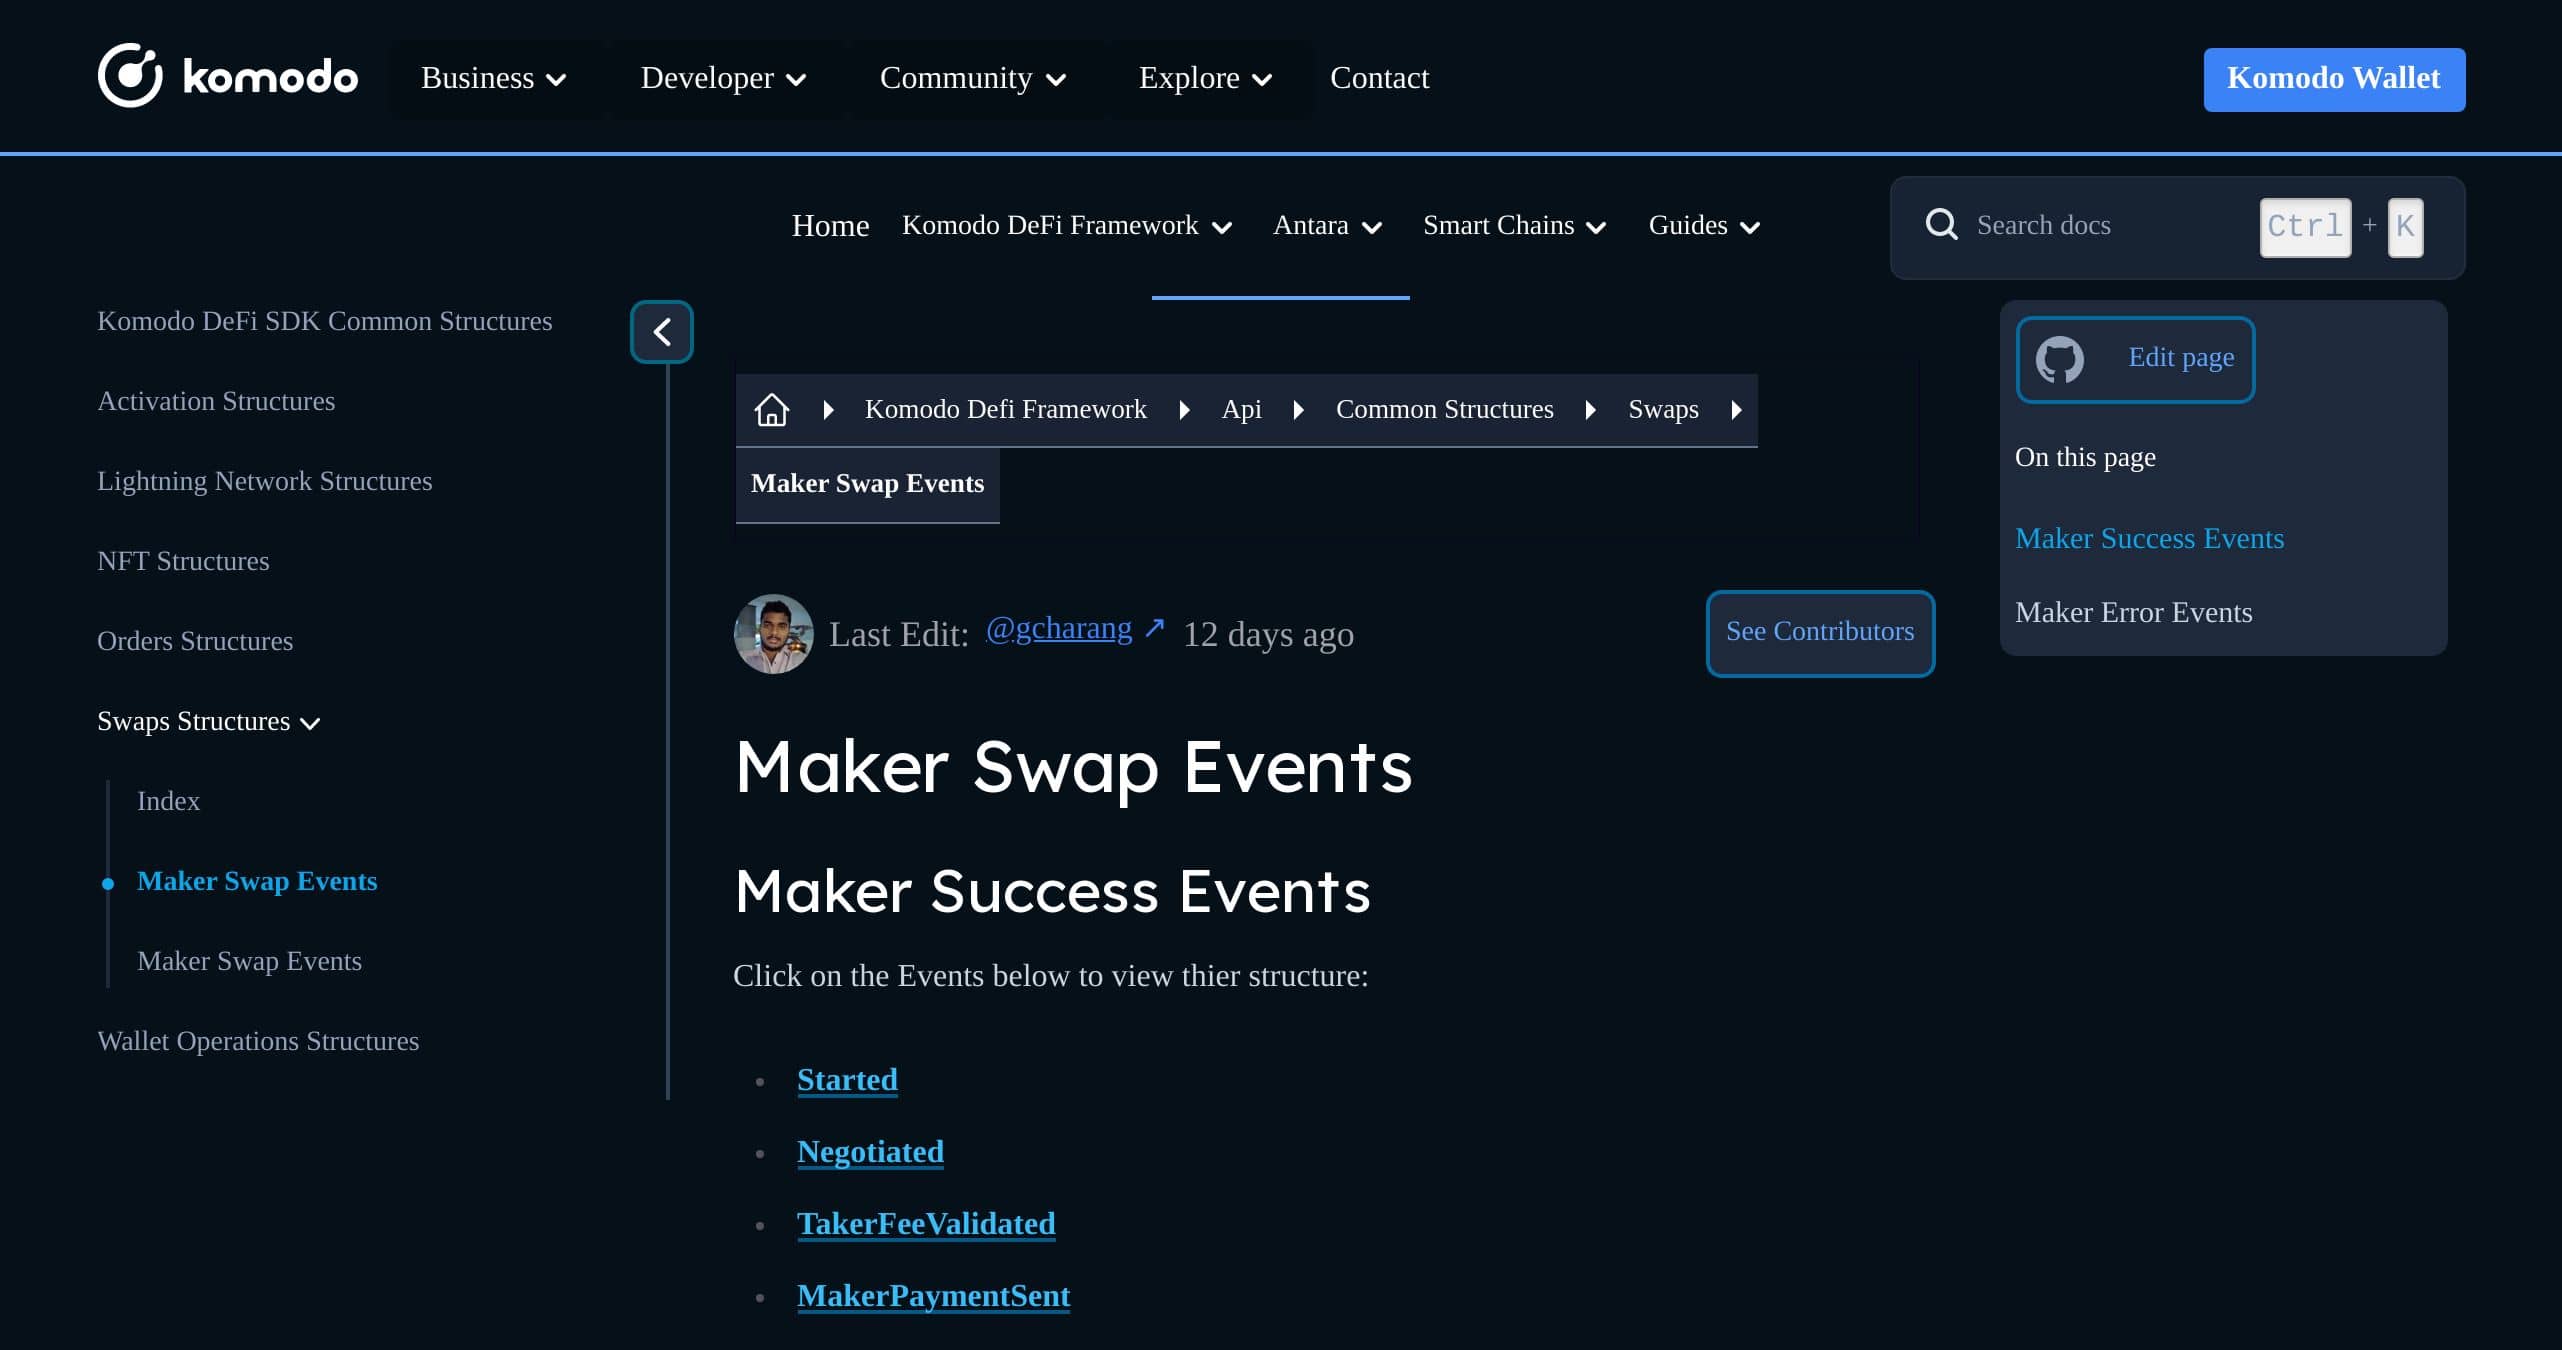 komodo Business Developer Community Explore Contact Komodo Wallet
Home Komodo DeFi Framework Antara Smart Chains Guides Search docs Ctrl + K
Komodo DeFi SDK Common Structures
Activation Structures
Lightning Network Structures
NFT Structures
Orders Structures
Swaps Structures
Index
Maker Swap Events
Maker Swap Events
Wallet Operations Structures
Komodo Defi Framework Api Common Structures Swaps
Maker Swap Events
Last Edit: @gcharang ↗ 12 days ago See Contributors
Maker Swap Events
Maker Success Events
Click on the Events below to view thier structure:
• Started
• Negotiated
• TakerFeeValidated
• MakerPaymentSent
Edit page
On this page
Maker Success Events
Maker Error Events